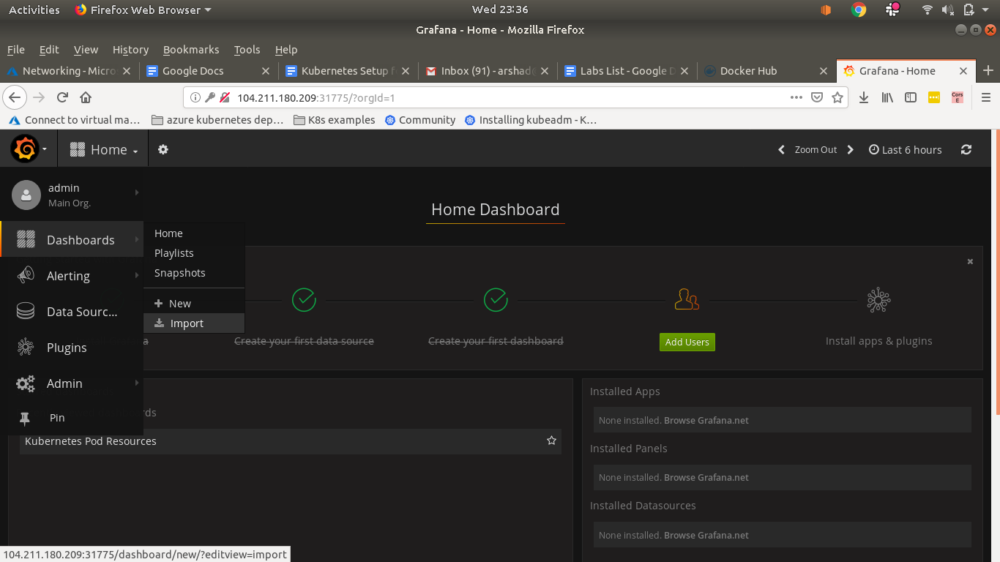 Activities Firefox Web Browser Wed 23:36
Grafana - Home - Mozilla Firefox
File Edit View History Bookmarks Tools Help
Networking - Micro Google Docs Kubernetes Setup f Inbox (91) - arshad Labs List - Google D Docker Hub Grafana - Home
104.211.180.209:31775/?orgId=1 Cors E
Connect to virtual ma... azure kubernetes dep... K8s examples Community Installing kubeadm - K...
Home Zoom Out Last 6 hours
admin
Main Org.
Home Dashboard
Dashboards
Home
Playlists
Snapshots
New
Import
Alerting
Data Sourc...
Plugins
Admin
Pin
Create your first data source Create your first dashboard Add Users Install apps & plugins
Kubernetes Pod Resources
Installed Apps
None installed. Browse Grafana.net
Installed Panels
None installed. Browse Grafana.net
Installed Datasources
None installed. Browse Grafana.net
104.211.180.209:31775/dashboard/new/?editview=import